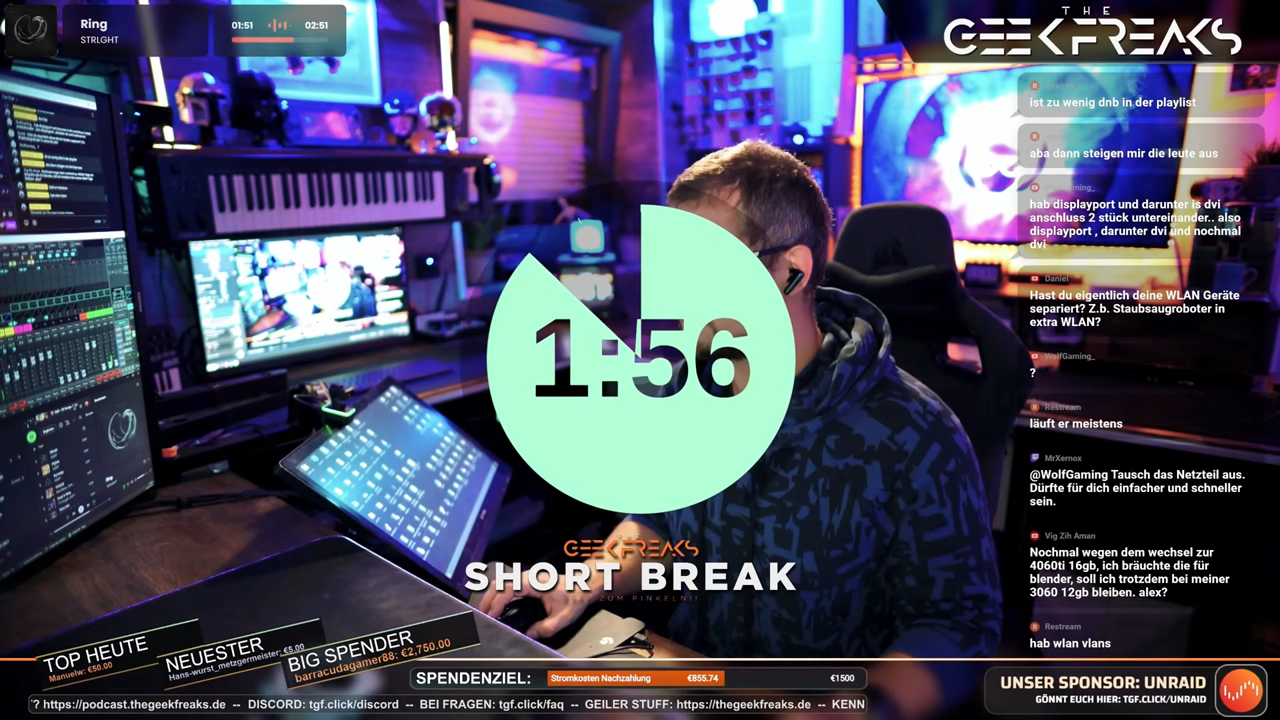 Ring
STRLGHT
01:51
02:51
THE
GEEKFREAKS
ist zu wenig dnb in der playlist
aba dann steigen mir die leute aus
hab displayport und darunter is dvi
anschluss 2 stück untereinander.. also
displayport , darunter dvi und nochmal
dvi
Daniel
Hast du eigentlich deine WLAN Geräte
separiert? Z.b. Staubsaugroboter in
extra WLAN?
WolfGaming_
?
Restream
läuft er meistens
MrXernox
@WolfGaming Tausch das Netzteil aus.
Dürfte für dich einfacher und schneller
sein.
Vig Zih Aman
Nochmal wegen dem wechsel zur
4060ti 16gb, ich bräuchte die für
blender, soll ich trotzdem bei meiner
3060 12gb bleiben. alex?
Restream
hab wlan vlans
1:56
GEEKFREAKS
SHORT BREAK
ZUM PINKELN!!
TOP HEUTE
Manuelw: €50.00
NEUESTER
Hans-wurst_metzgermeister: €5.00
BIG SPENDER
barracudagamer88: €2,750.00
SPENDENZIEL:
Stromkosten Nachzahlung
€855.74
€1500
UNSER SPONSOR: UNRAID
GÖNNT EUCH HIER: TGF.CLICK/UNRAID
? https://podcast.thegeekfreaks.de -- DISCORD: tgf.click/discord -- BEI FRAGEN: tgf.click/faq -- GEILER STUFF: https://thegeekfreaks.de -- KENN